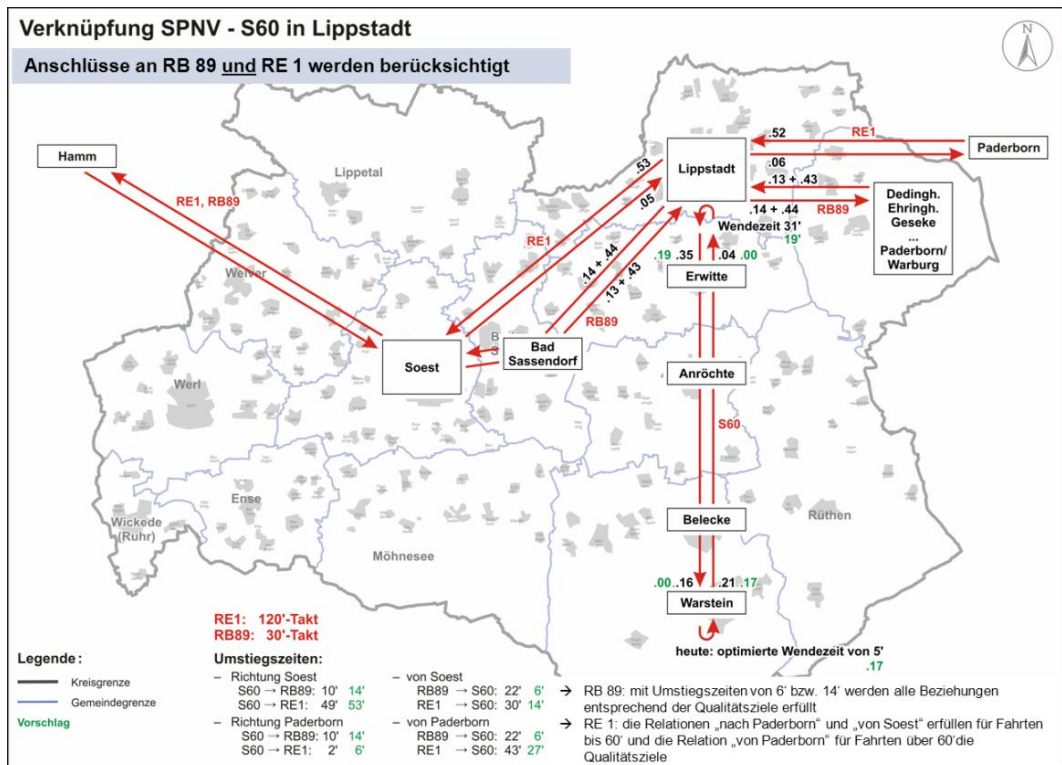 Verknüpfung SPNV - S60 in Lippstadt
Anschlüsse an RB 89 und RE 1 werden berücksichtigt
N
Hamm
Lippetal
RE1, RB89
Welver
.53
.05
RE1
Lippstadt
.52
RE1
.06
.13 + .43
Paderborn
.14 + .44
RB89
Dedingh.
Ehringh.
Geseke
...
Paderborn/
Warburg
Wendezeit 31'
19'
.19 .35 .04 .00
Erwitte
.14 + .44
.13 + .43
RB89
Bad
Sassendorf
Soest
Werl
Anröchte
S60
Ense
Wickede
(Ruhr)
Möhnesee
Belecke
Rüthen
.00 .16 .21 .17
Warstein
heute: optimierte Wendezeit von 5'
.17
RE1: 120'-Takt
RB89: 30'-Takt
Legende :
Kreisgrenze
Gemeindegrenze
Vorschlag
Umstiegszeiten:
– Richtung Soest
S60 → RB89: 10' 14'
S60 → RE1: 49' 53'
– Richtung Paderborn
S60 → RB89: 10' 14'
S60 → RE1: 2' 6'
– von Soest
RB89 → S60: 22' 6'
RE1 → S60: 30' 14'
– von Paderborn
RB89 → S60: 22' 6'
RE1 → S60: 43' 27'
→ RB 89: mit Umstiegszeiten von 6' bzw. 14' werden alle Beziehungen
entsprechend der Qualitätsziele erfüllt
→ RE 1: die Relationen „nach Paderborn“ und „von Soest“ erfüllen für Fahrten
bis 60' und die Relation „von Paderborn“ für Fahrten über 60'die
Qualitätsziele